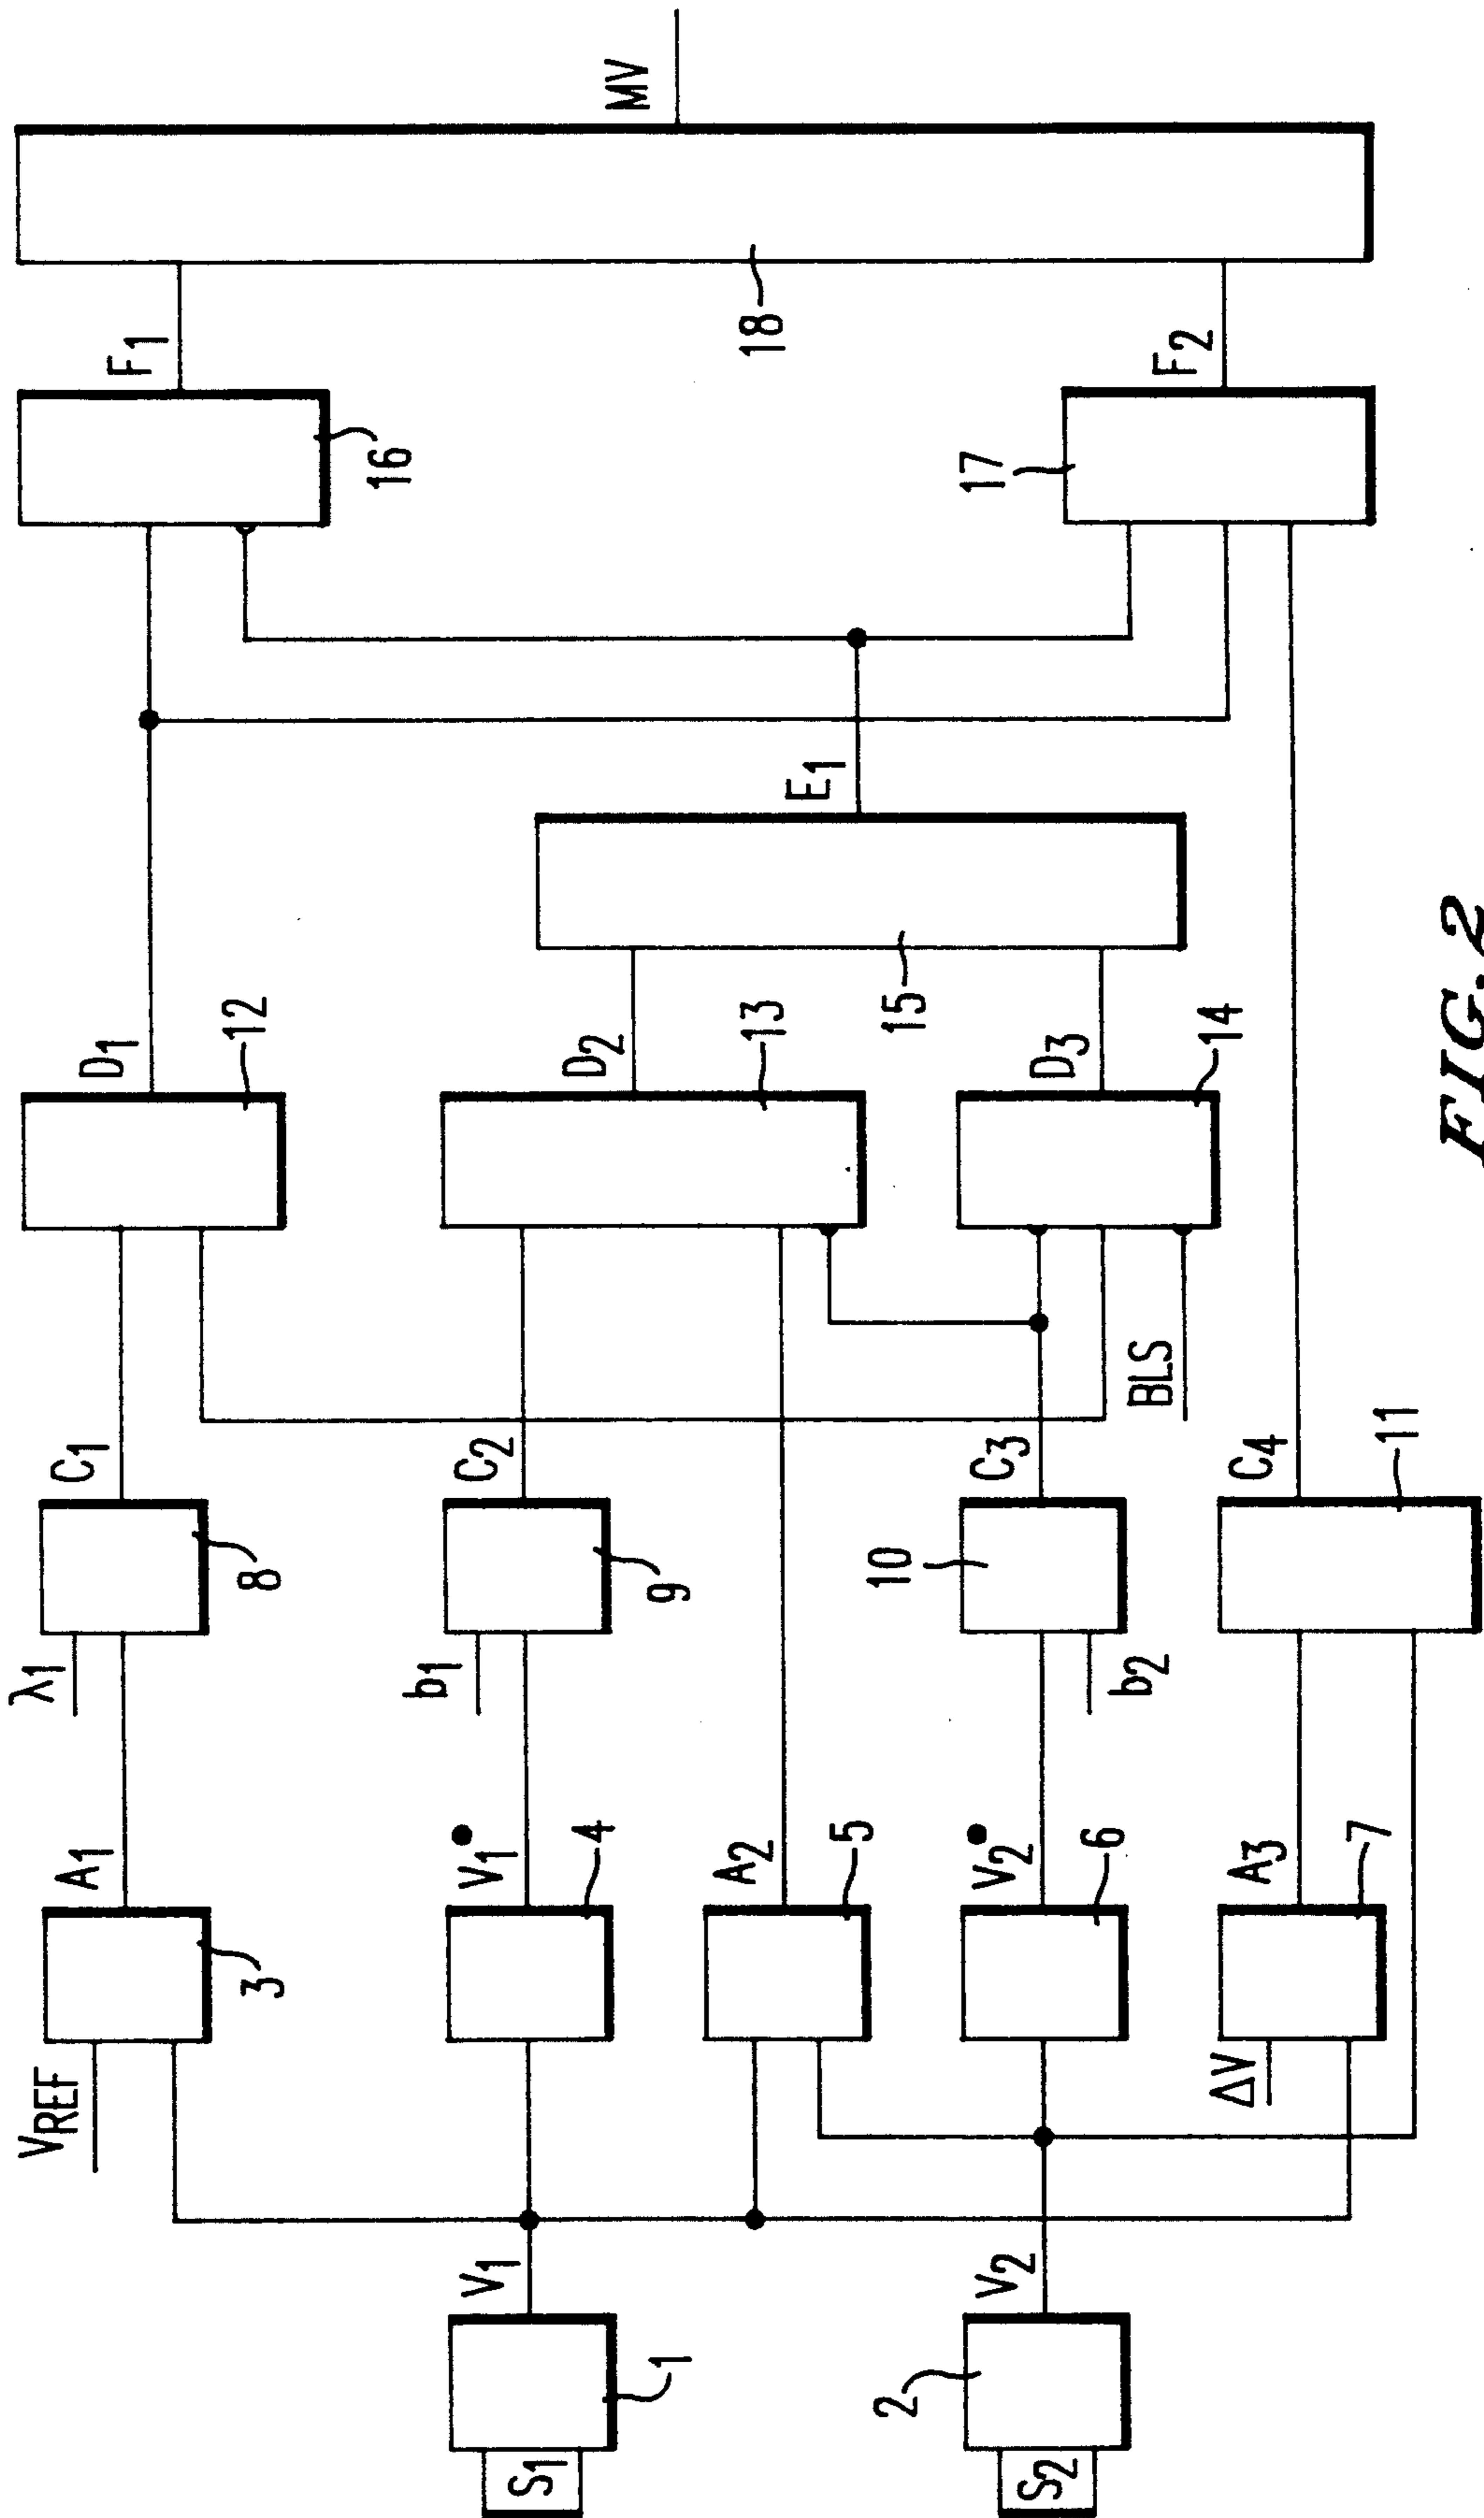 S1
1
V1
S2
2
V2
VREF
3
A1
4
V1•
5
A2
6
V2•
ΔV
7
A3
λ1
8
C1
b1
9
C2
10
b2
C3
11
C4
BLS
12
D1
13
D2
14
D3
15
E1
16
F1
17
F2
18
MV
FIG. 2